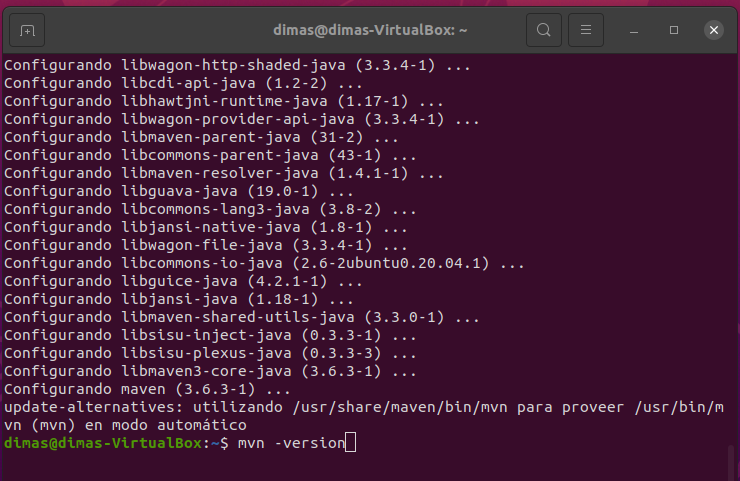 dimas@dimas-VirtualBox: ~
Configurando libwagon-http-shaded-java (3.3.4-1) ...
Configurando libcdi-api-java (1.2-2) ...
Configurando libhawtjni-runtime-java (1.17-1) ...
Configurando libwagon-provider-api-java (3.3.4-1) ...
Configurando libmaven-parent-java (31-2) ...
Configurando libcommons-parent-java (43-1) ...
Configurando libmaven-resolver-java (1.4.1-1) ...
Configurando libguava-java (19.0-1) ...
Configurando libcommons-lang3-java (3.8-2) ...
Configurando libjansi-native-java (1.8-1) ...
Configurando libwagon-file-java (3.3.4-1) ...
Configurando libcommons-io-java (2.6-2ubuntu0.20.04.1) ...
Configurando libguice-java (4.2.1-1) ...
Configurando libjansi-java (1.18-1) ...
Configurando libmaven-shared-utils-java (3.3.0-1) ...
Configurando libsisu-inject-java (0.3.3-1) ...
Configurando libsisu-plexus-java (0.3.3-3) ...
Configurando libmaven3-core-java (3.6.3-1) ...
Configurando maven (3.6.3-1) ...
update-alternatives: utilizando /usr/share/maven/bin/mvn para proveer /usr/bin/m
vn (mvn) en modo automático
dimas@dimas-VirtualBox:~$ mvn -version